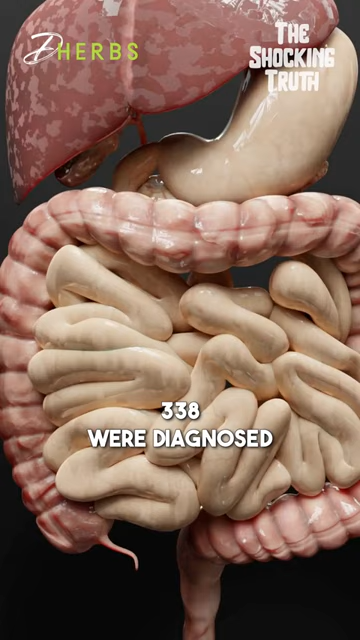 DHERBS
THE
SHOCKING
TRUTH
338
WERE DIAGNOSED